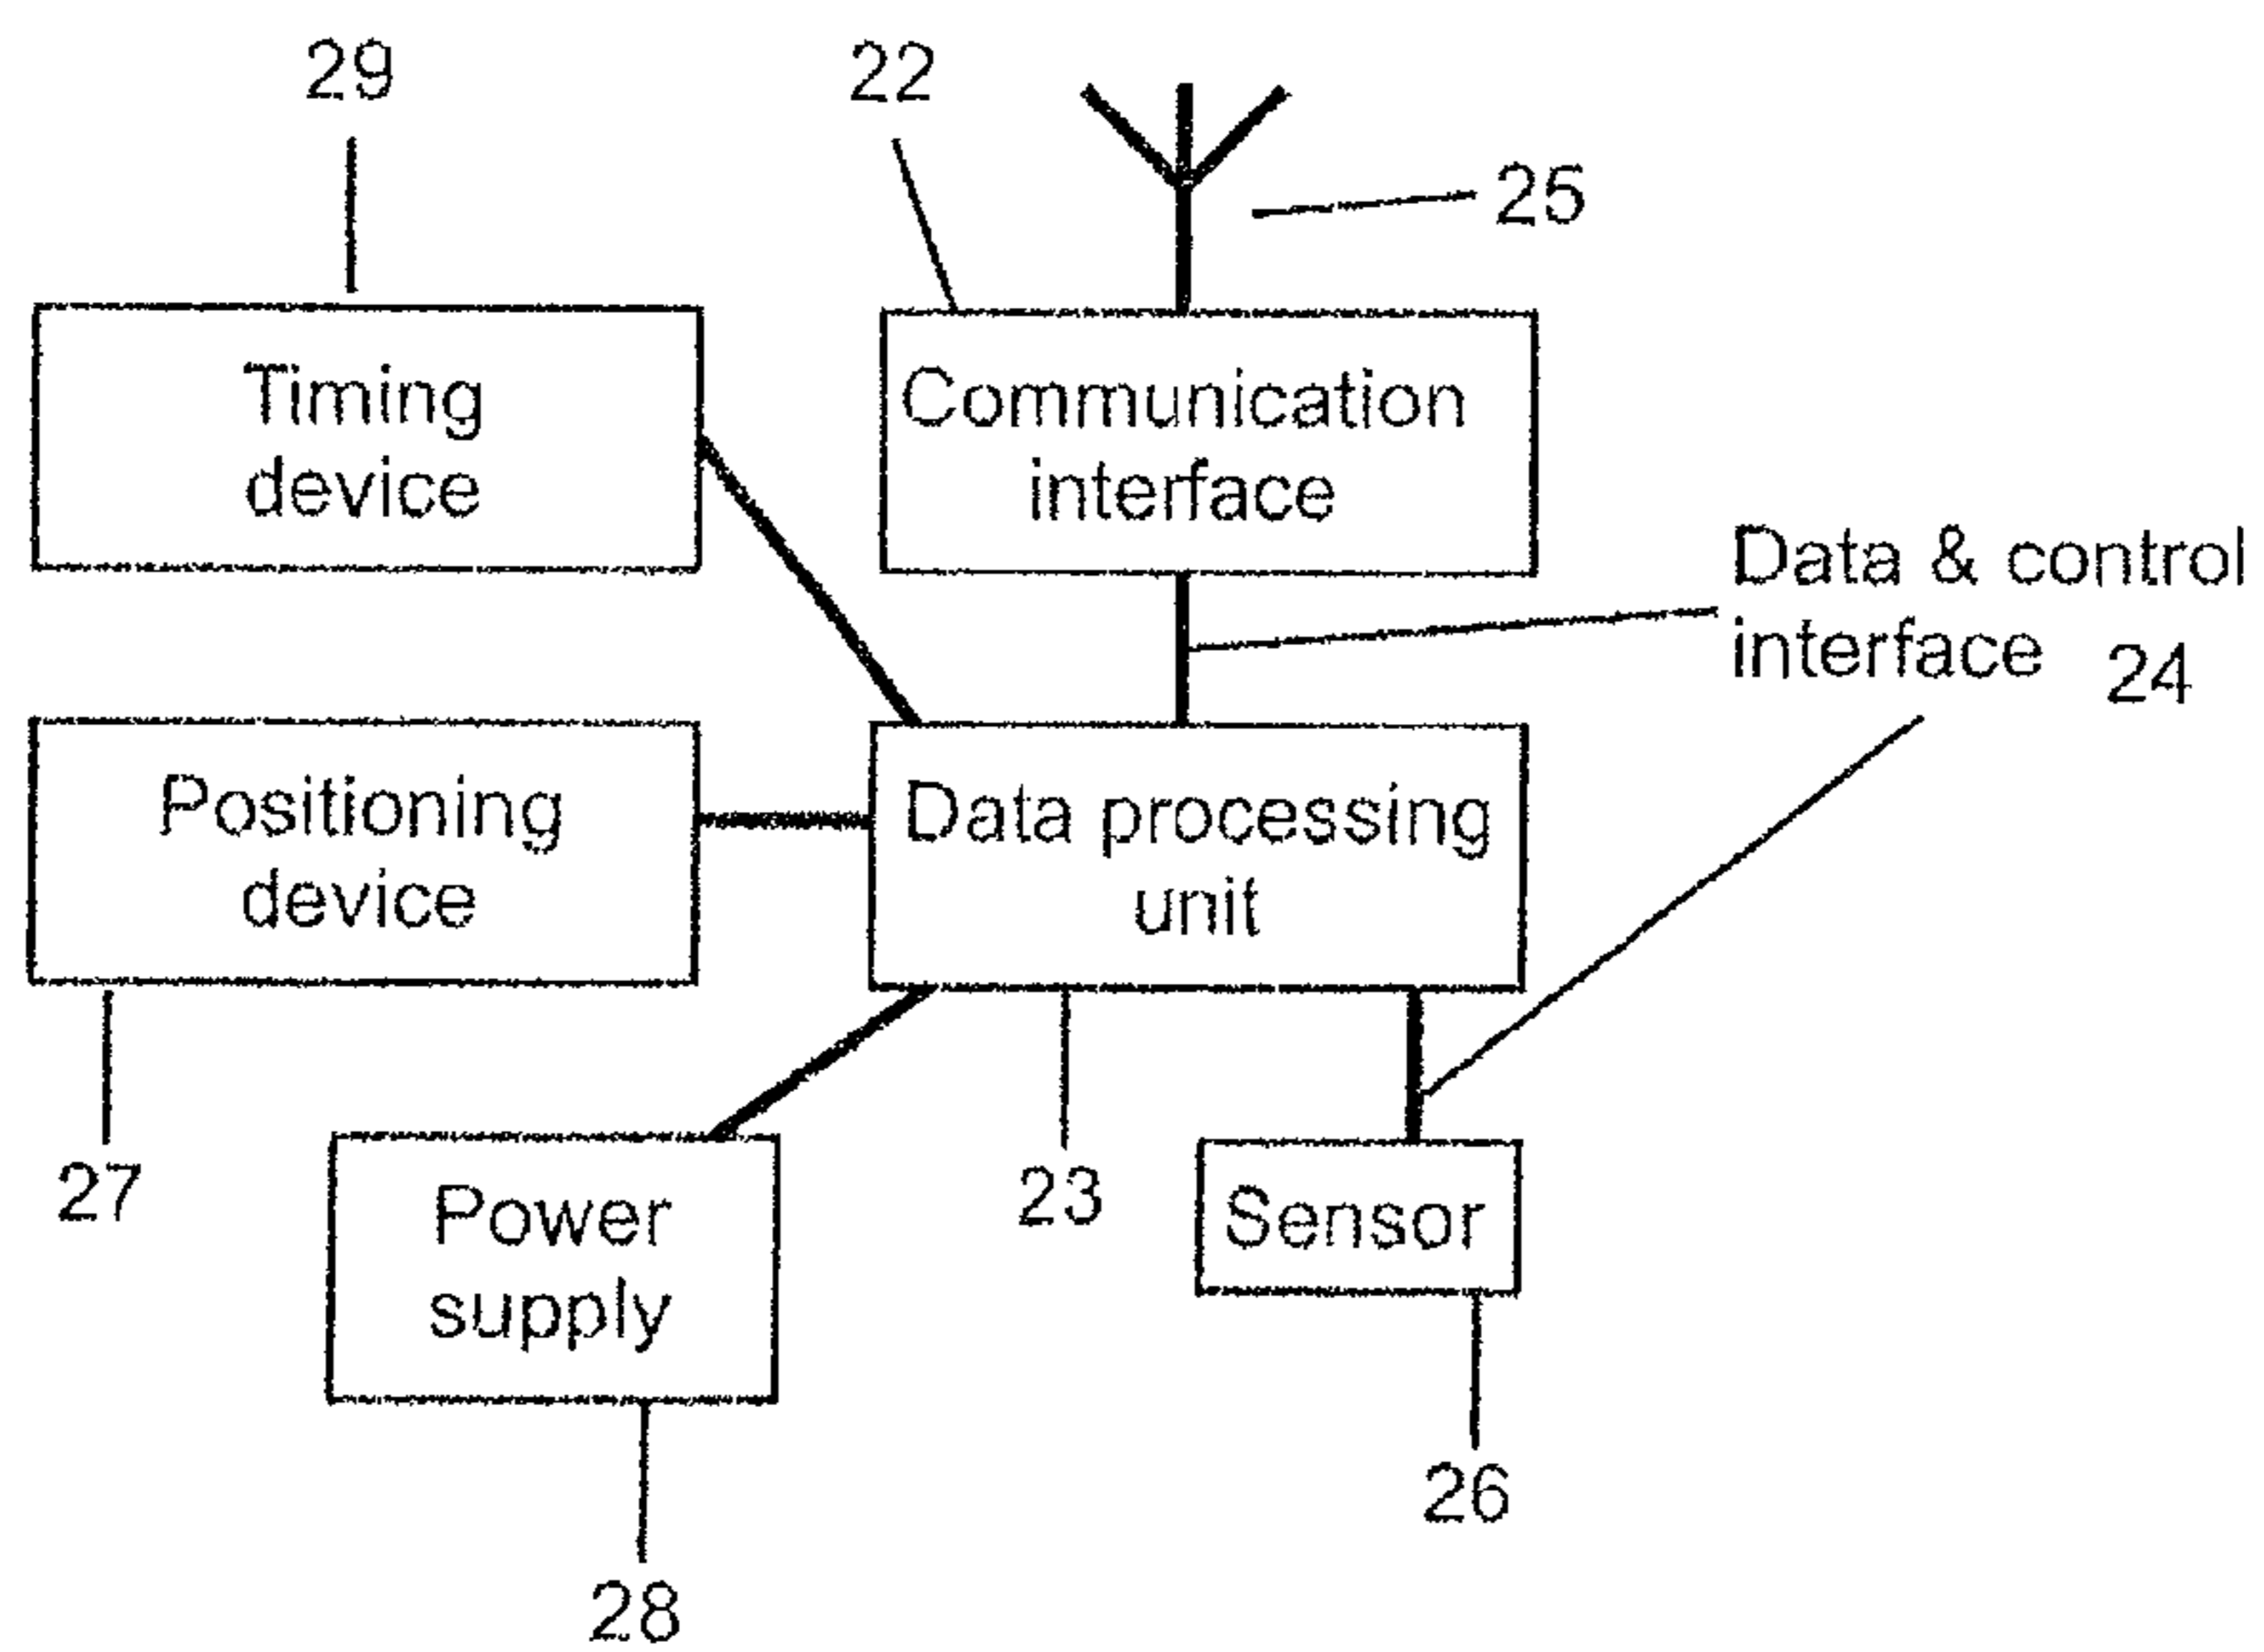 29
22
25
Timing
device
Communication
interface
Data & control
interface 24
Positioning
device
Data processing
unit
27
23
Power
supply
Sensor
26
28